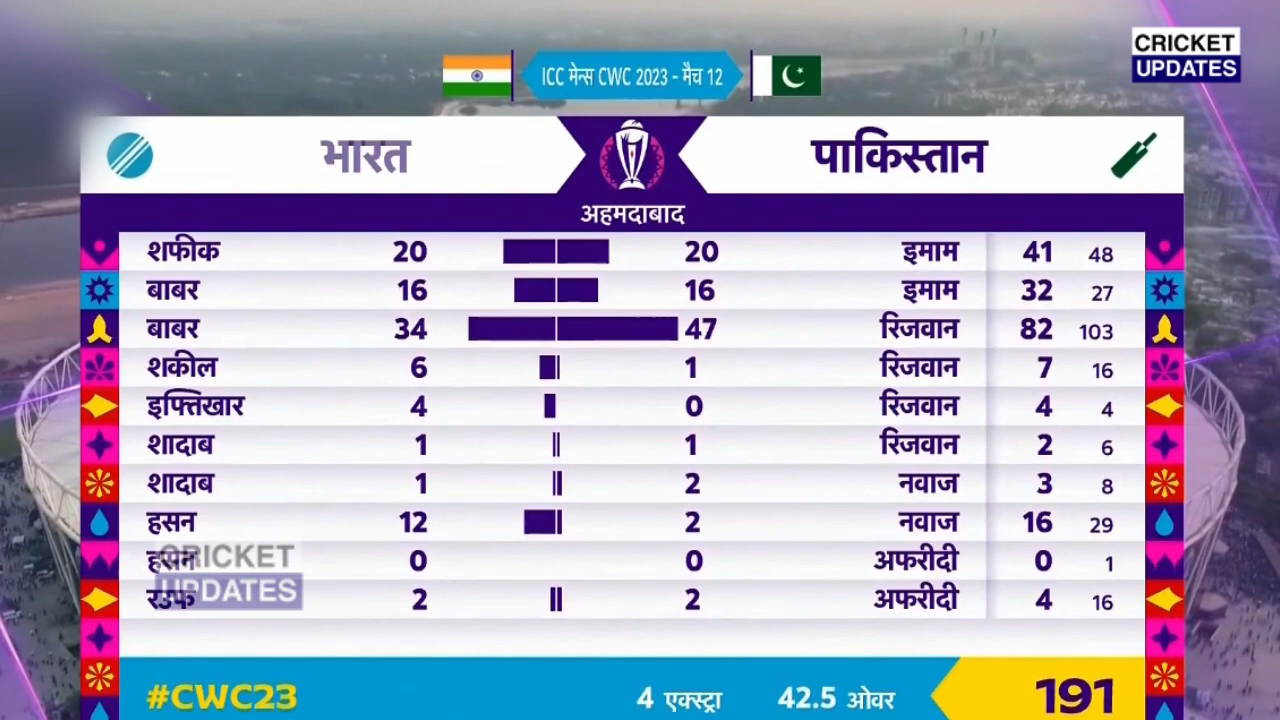 CRICKET
UPDATES
ICC मेन्स CWC 2023 - मैच 12
भारत पाकिस्तान
अहमदाबाद
शफीक 20 20 इमाम 41 48
बाबर 16 16 इमाम 32 27
बाबर 34 47 रिजवान 82 103
शकील 6 1 रिजवान 7 16
इफ्तिखार 4 0 रिजवान 4 4
शादाब 1 1 रिजवान 2 6
शादाब 1 2 नवाज 3 8
हसन 12 2 नवाज 16 29
हसन 0 0 अफरीदी 0 1
CRICKET
UPDATES
रउफ 2 2 अफरीदी 4 16
#CWC23 4 एक्स्ट्रा 42.5 ओवर 191